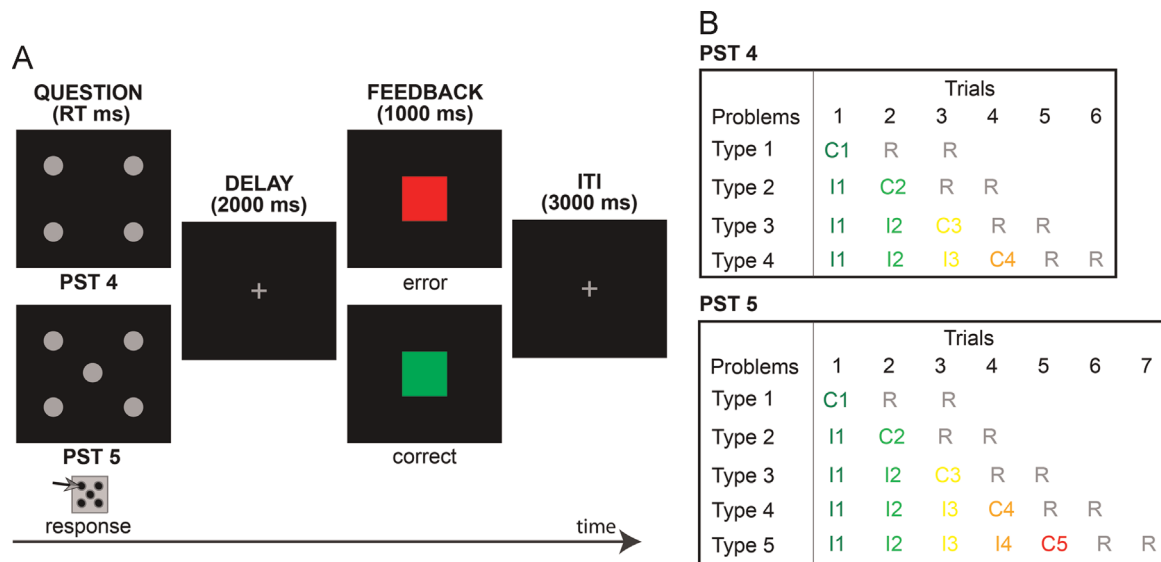 A
QUESTION
(RT ms)
PST 4
PST 5
response
DELAY
(2000 ms)
FEEDBACK
(1000 ms)
error
correct
ITI
(3000 ms)
time
B
PST 4
Trials
Problems 1 2 3 4 5 6
Type 1 C1 R R
Type 2 I1 C2 R R
Type 3 I1 I2 C3 R R
Type 4 I1 I2 I3 C4 R R
PST 5
Trials
Problems 1 2 3 4 5 6 7
Type 1 C1 R R
Type 2 I1 C2 R R
Type 3 I1 I2 C3 R R
Type 4 I1 I2 I3 C4 R R
Type 5 I1 I2 I3 I4 C5 R R